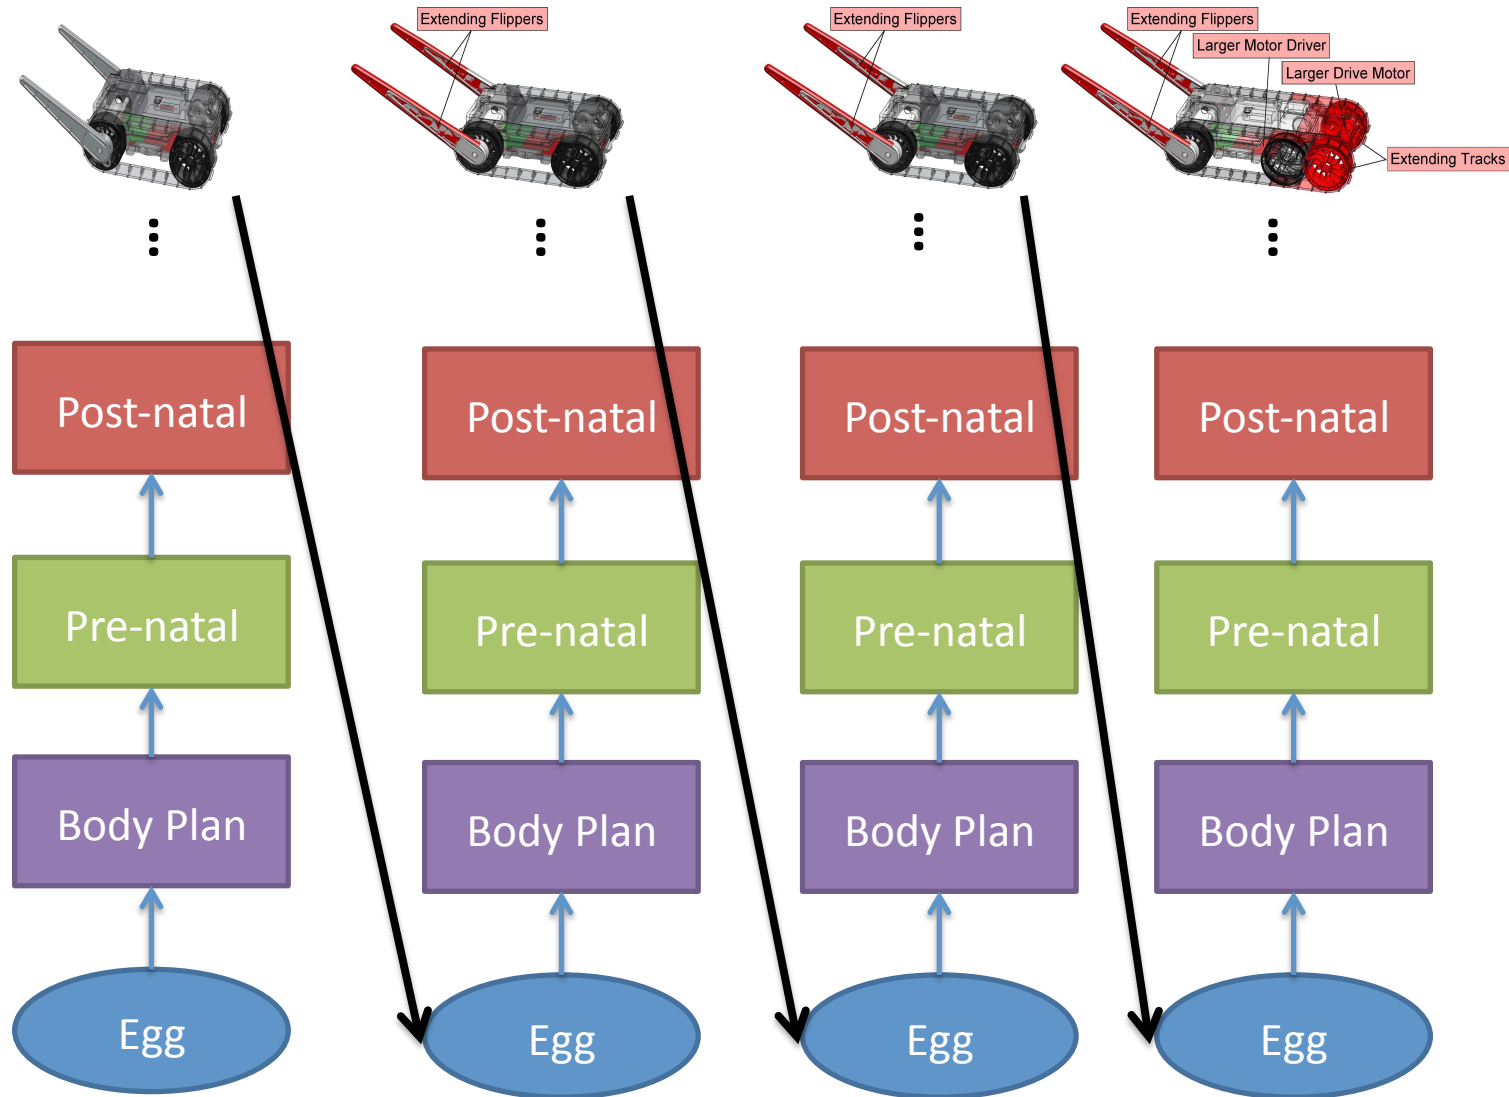 Extending Flippers
Extending Flippers
Extending Flippers
Larger Motor Driver
Larger Drive Motor
Extending Tracks
Post-natal
Post-natal
Post-natal
Post-natal
Pre-natal
Pre-natal
Pre-natal
Pre-natal
Body Plan
Body Plan
Body Plan
Body Plan
Egg
Egg
Egg
Egg